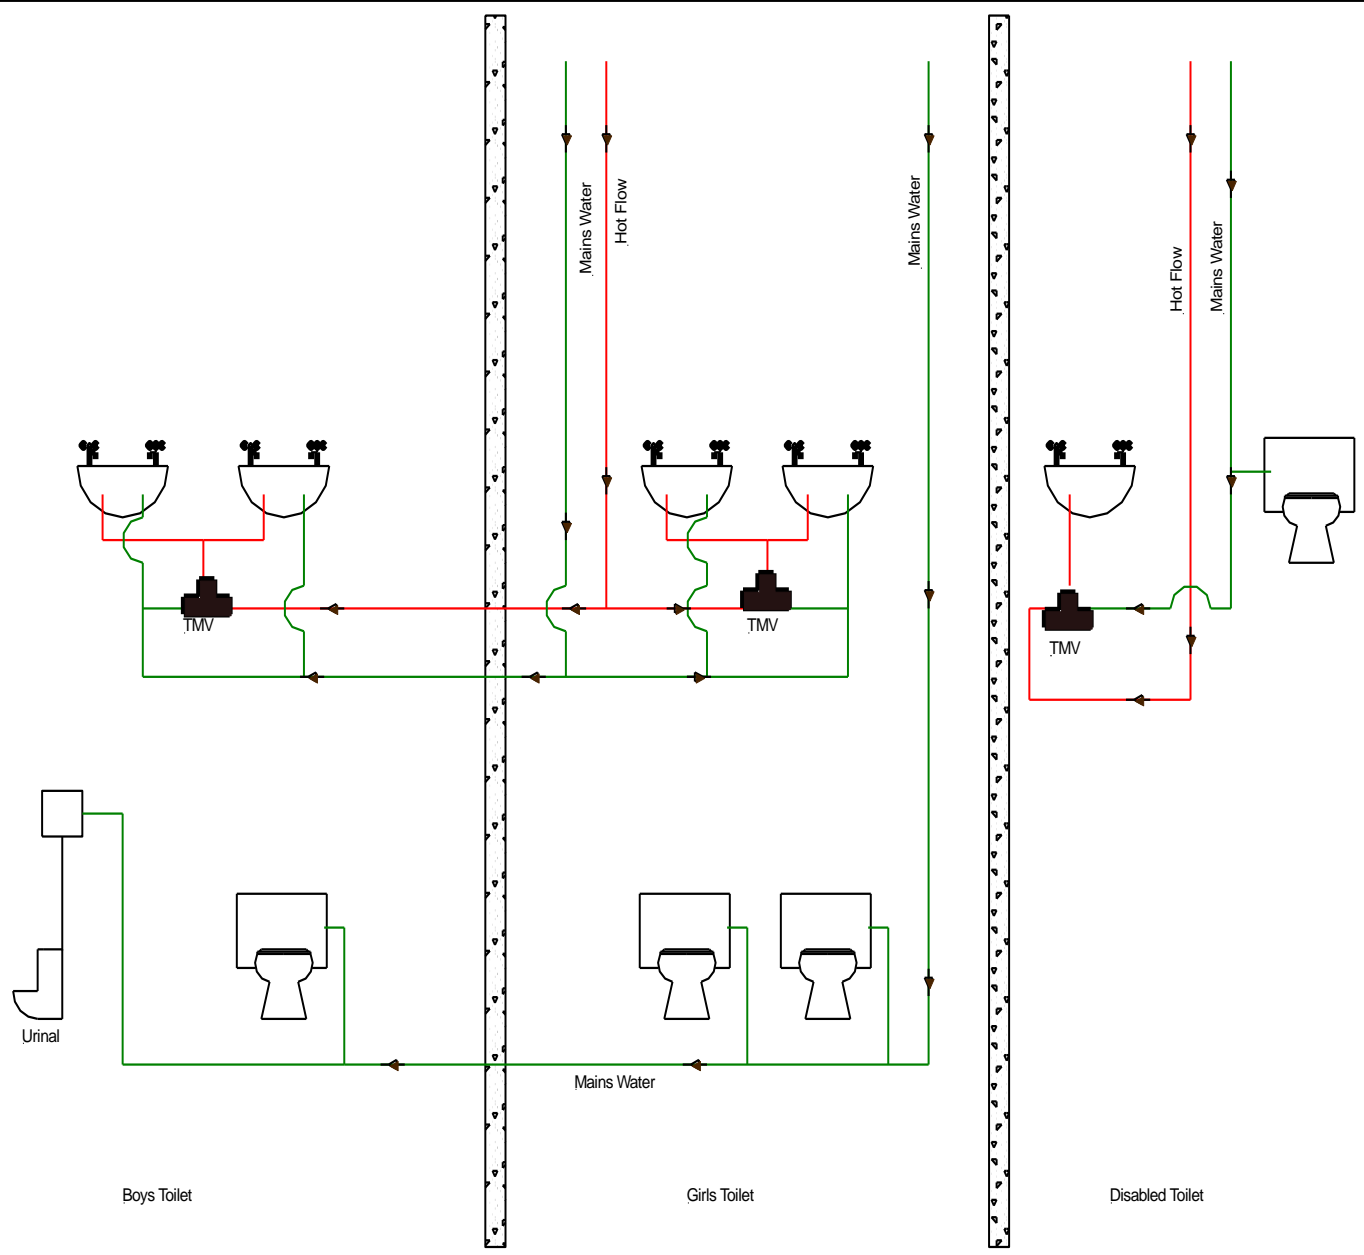 Mains Water
Hot Flow
Mains Water
Hot Flow
Mains Water
TMV
TMV
TMV
Urinal
Mains Water
Boys Toilet
Girls Toilet
Disabled Toilet